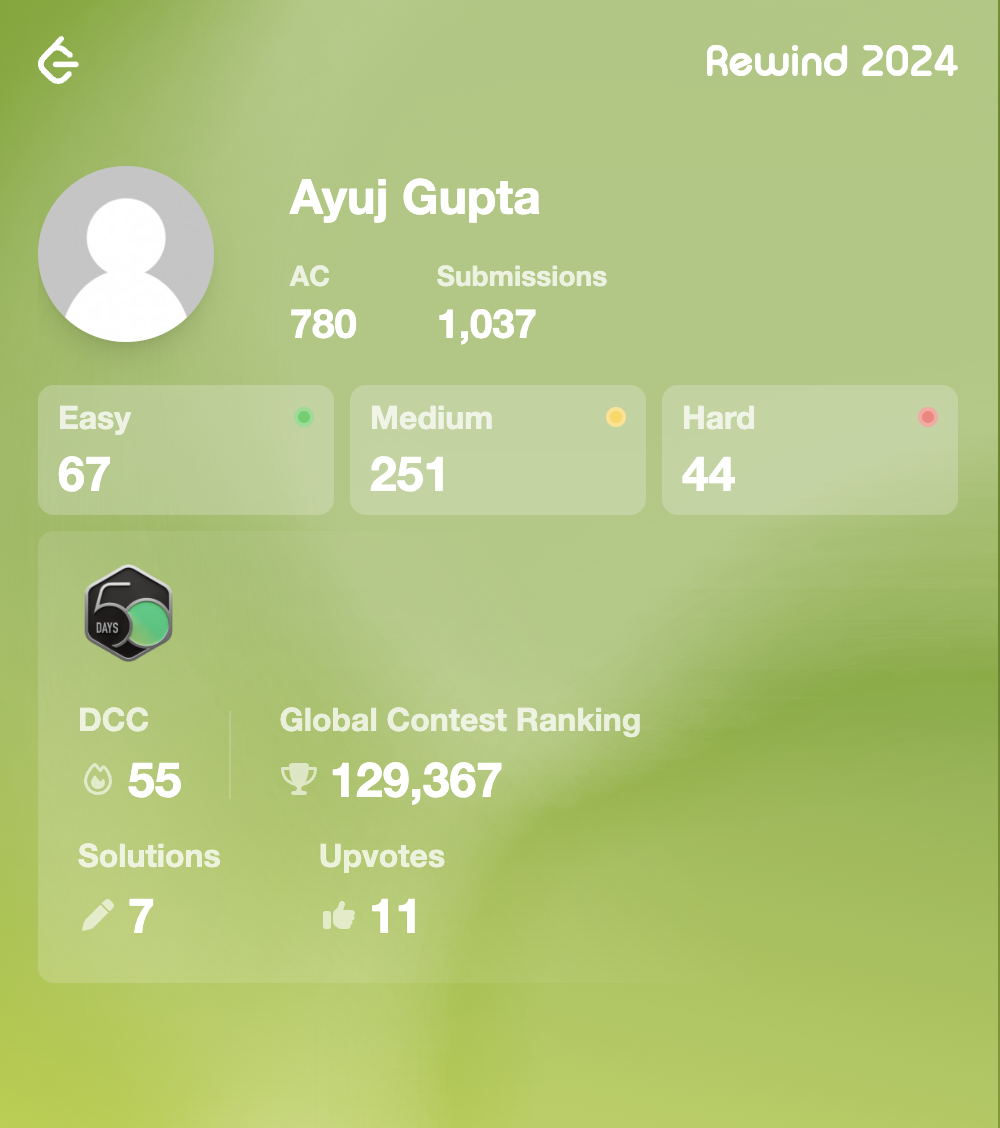 Rewind 2024
Ayuj Gupta
AC Submissions
780 1,037
Easy Medium Hard
67 251 44
50
DAYS
DCC Global Contest Ranking
55 129,367
Solutions Upvotes
7 11